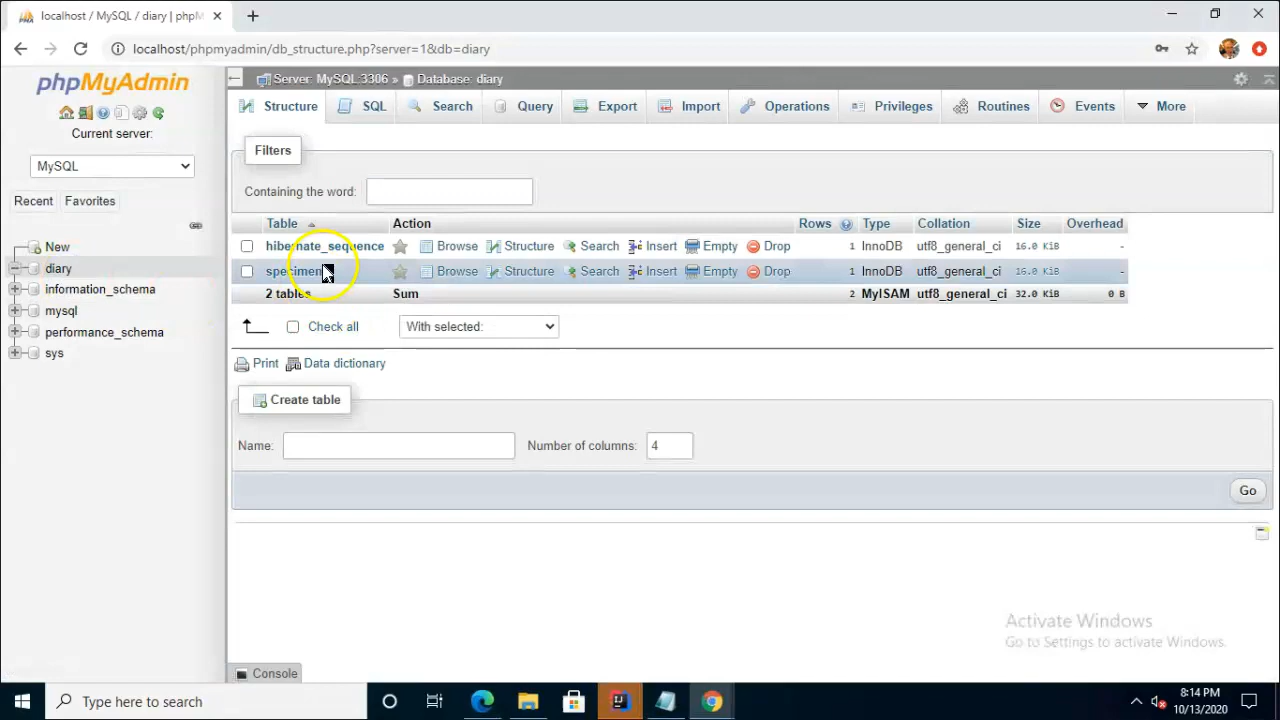 localhost / MySQL / diary | phpM
localhost/phpmyadmin/db_structure.php?server=1&db=diary
phpMyAdmin
Current server:
MySQL
Recent Favorites
New
diary
information_schema
mysql
performance_schema
sys
Server: MySQL:3306 » Database: diary
Structure SQL Search Query Export Import Operations Privileges Routines Events More
Filters
Containing the word:
Table Action Rows Type Collation Size Overhead
hibernate_sequence Browse Structure Search Insert Empty Drop 1 InnoDB utf8_general_ci 16.0 KiB -
specimen Browse Structure Search Insert Empty Drop 1 InnoDB utf8_general_ci 16.0 KiB -
2 tables Sum 2 MyISAM utf8_general_ci 32.0 KiB 0 B
Check all With selected:
Print Data dictionary
Create table
Name: Number of columns: 4
Go
Activate Windows
Go to Settings to activate Windows.
Console
Type here to search
8:14 PM
10/13/2020